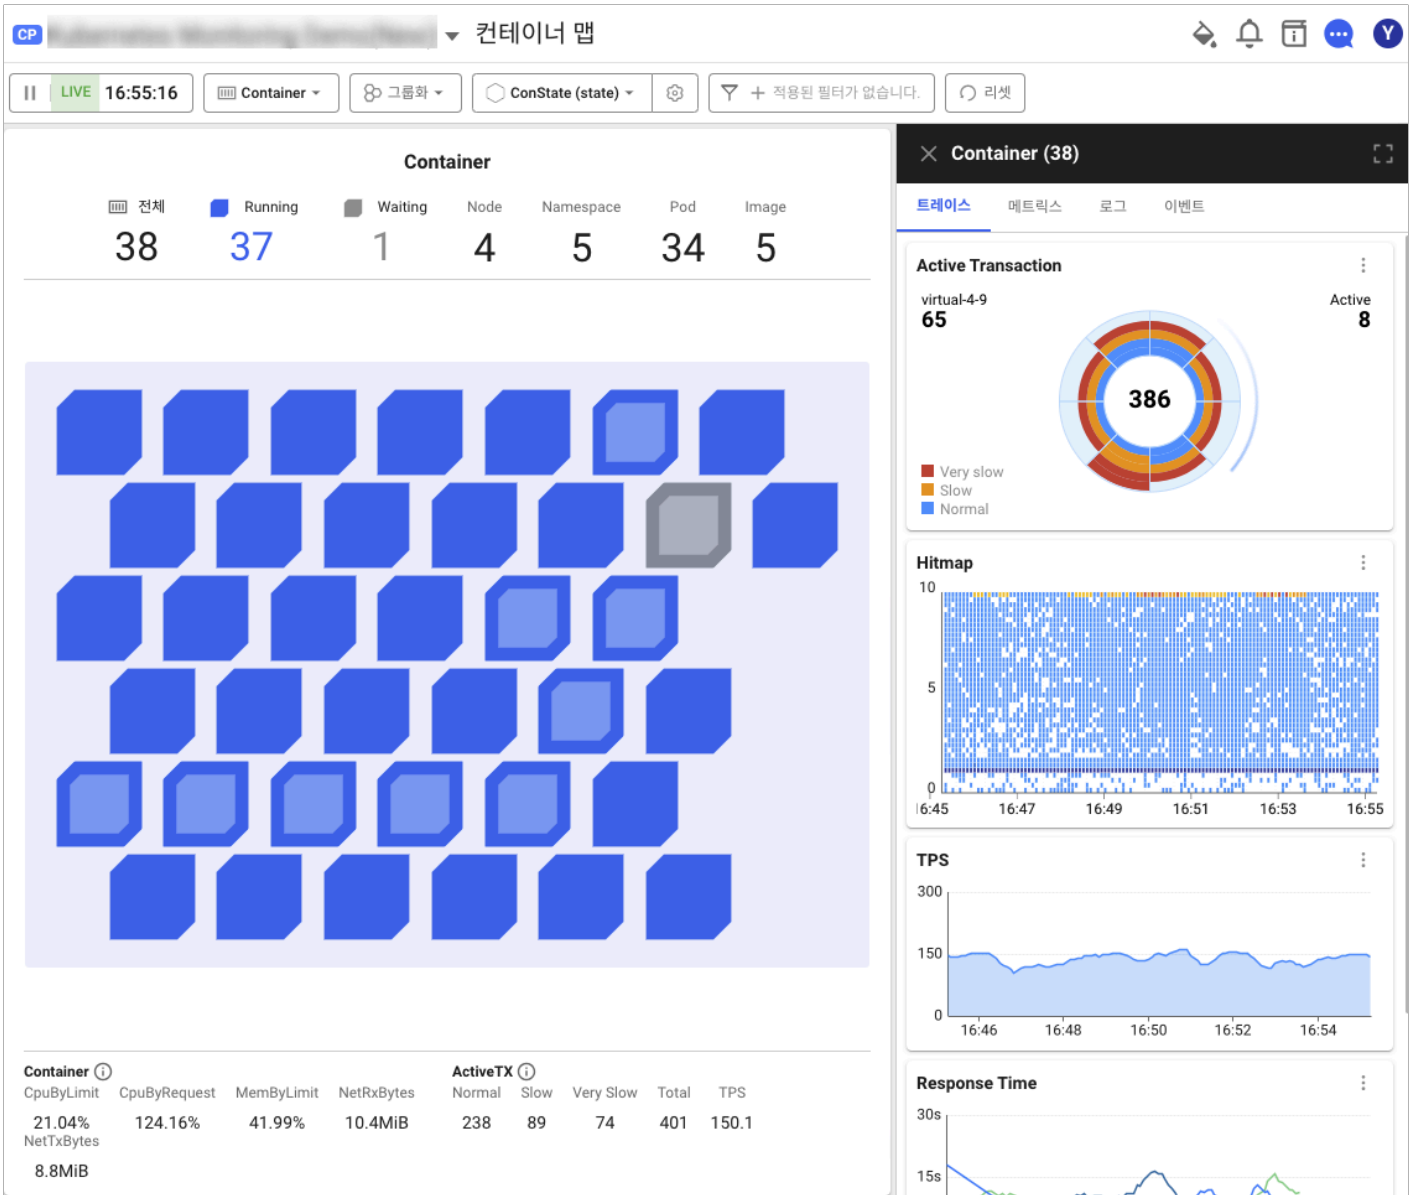 CP 컨테이너 맵 Y
LIVE 16:55:16 Container 그룹화 ConState (state) 적용된 필터가 없습니다. 리셋
Container
전체 Running Waiting Node Namespace Pod Image
38 37 1 4 5 34 5
Container
CpuByLimit CpuByRequest MemByLimit NetRxBytes
21.04% 124.16% 41.99% 10.4MiB
NetTxBytes
8.8MiB
ActiveTX
Normal Slow Very Slow Total TPS
238 89 74 401 150.1
Container (38)
트레이스 메트릭스 로그 이벤트
Active Transaction
virtual-4-9 Active
65 8
386
Very slow
Slow
Normal
Hitmap
10
5
0
16:45 16:47 16:49 16:51 16:53 16:55
TPS
300
150
0
16:46 16:48 16:50 16:52 16:54
Response Time
30s
15s